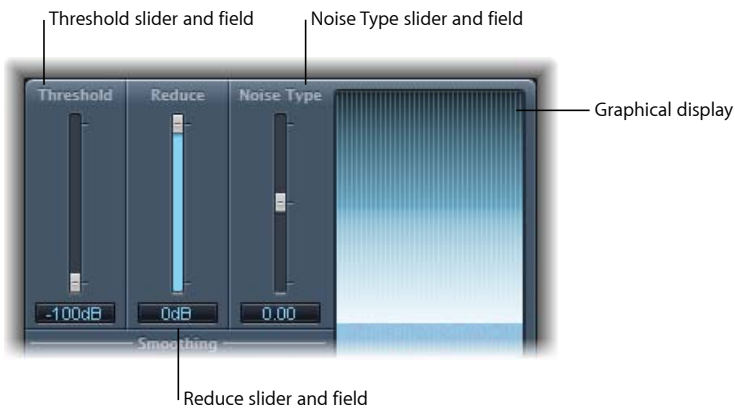 Threshold slider and field
Noise Type slider and field
Threshold
Reduce
Noise Type
Graphical display
-100dB
0dB
0.00
Smoothing
Reduce slider and field